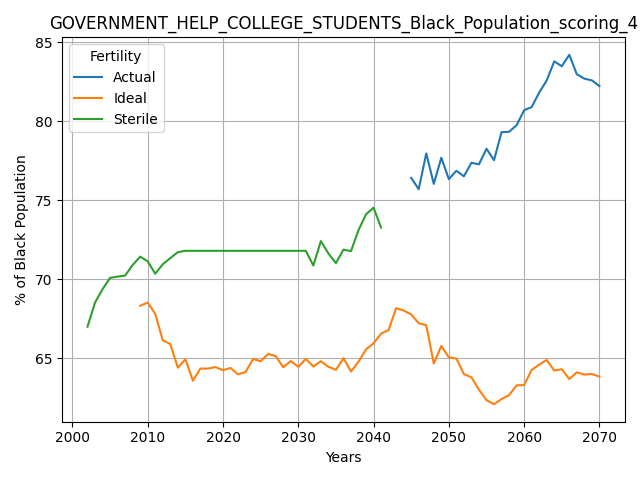 GOVERNMENT_HELP_COLLEGE_STUDENTS_Black_Population_scoring_4
85
80
75
70
65
% of Black Population
Fertility
Actual
Ideal
Sterile
2000 2010 2020 2030 2040 2050 2060 2070
Years